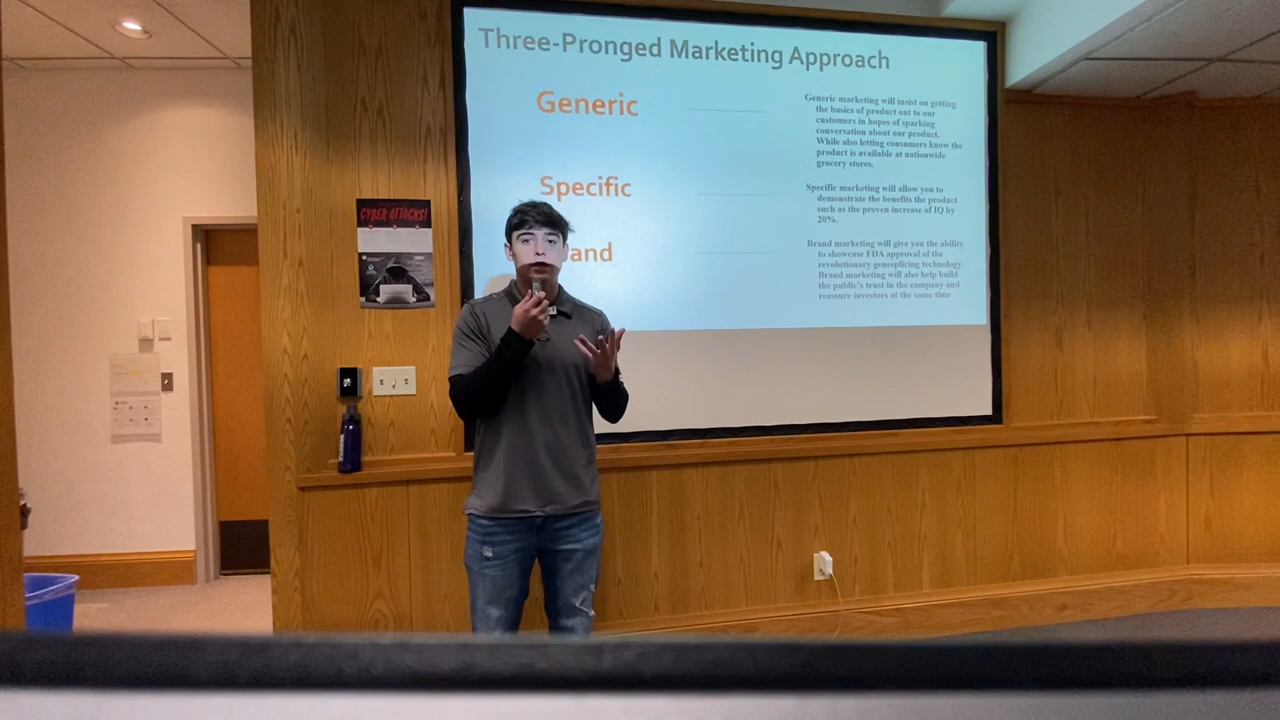 Three-Pronged Marketing Approach
Generic
Generic marketing will insist on getting
the basics of product out to our
customers in hopes of sparking
conversation about our product.
While also letting consumers know the
product is available at nationwide
grocery stores.
Specific
Specific marketing will allow you to
demonstrate the benefits the product
such as the proven increase of IQ by
20%.
and
Brand marketing will give you the ability
to showcase FDA approval of the
revolutionary genesplicing technology.
Brand marketing will also help build
the public's trust in the company and
reassure investors at the same time
CYBER ATTACKS!